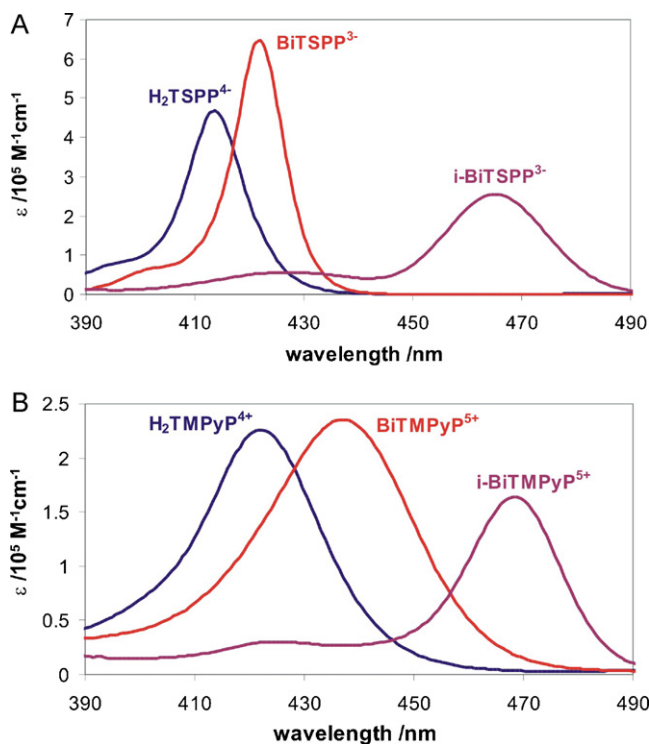 A
ε /10⁵ M⁻¹cm⁻¹
7
6
5
4
3
2
1
0
H₂TSPP⁴⁻
BiTSPP³⁻
i-BiTSPP³⁻
390 410 430 450 470 490
wavelength /nm
B
ε /10⁵ M⁻¹cm⁻¹
2.5
2
1.5
1
0.5
0
H₂TMPyP⁴⁺
BiTMPyP⁵⁺
i-BiTMPyP⁵⁺
390 410 430 450 470 490
wavelength /nm